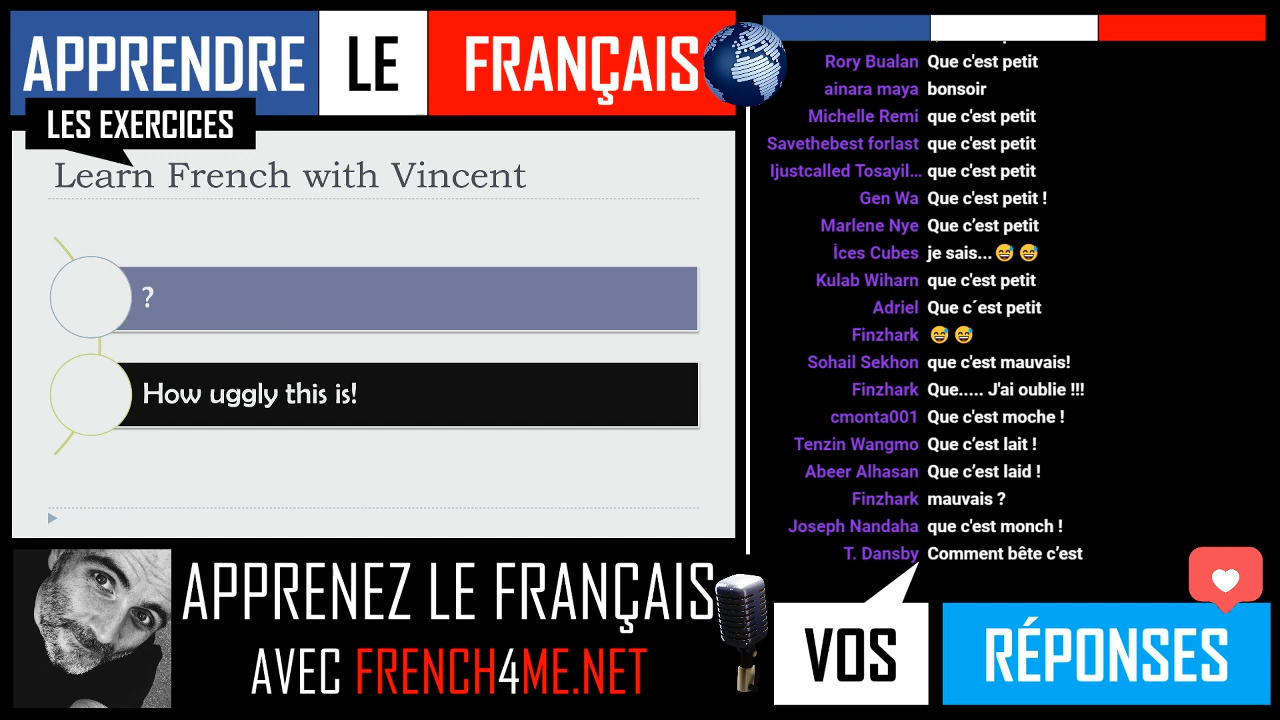 APPRENDRE LE FRANÇAIS
LES EXERCICES
Learn French with Vincent
?
How uggly this is!
APPRENEZ LE FRANÇAIS
AVEC FRENCH4ME.NET
Rory Bualan Que c'est petit
ainara maya bonsoir
Michelle Remi que c'est petit
Savethebest forlast que c'est petit
Ijustcalled Tosayil... que c'est petit
Gen Wa Que c'est petit !
Marlene Nye Que c’est petit
İces Cubes je sais... 😅 😅
Kulab Wiharn que c'est petit
Adriel Que c´est petit
Finzhark 😅 😅
Sohail Sekhon que c'est mauvais!
Finzhark Que..... J'ai oublie !!!
cmonta001 Que c'est moche !
Tenzin Wangmo Que c’est lait !
Abeer Alhasan Que c’est laid !
Finzhark mauvais ?
Joseph Nandaha que c'est monch !
T. Dansby Comment bête c’est
VOS RÉPONSES